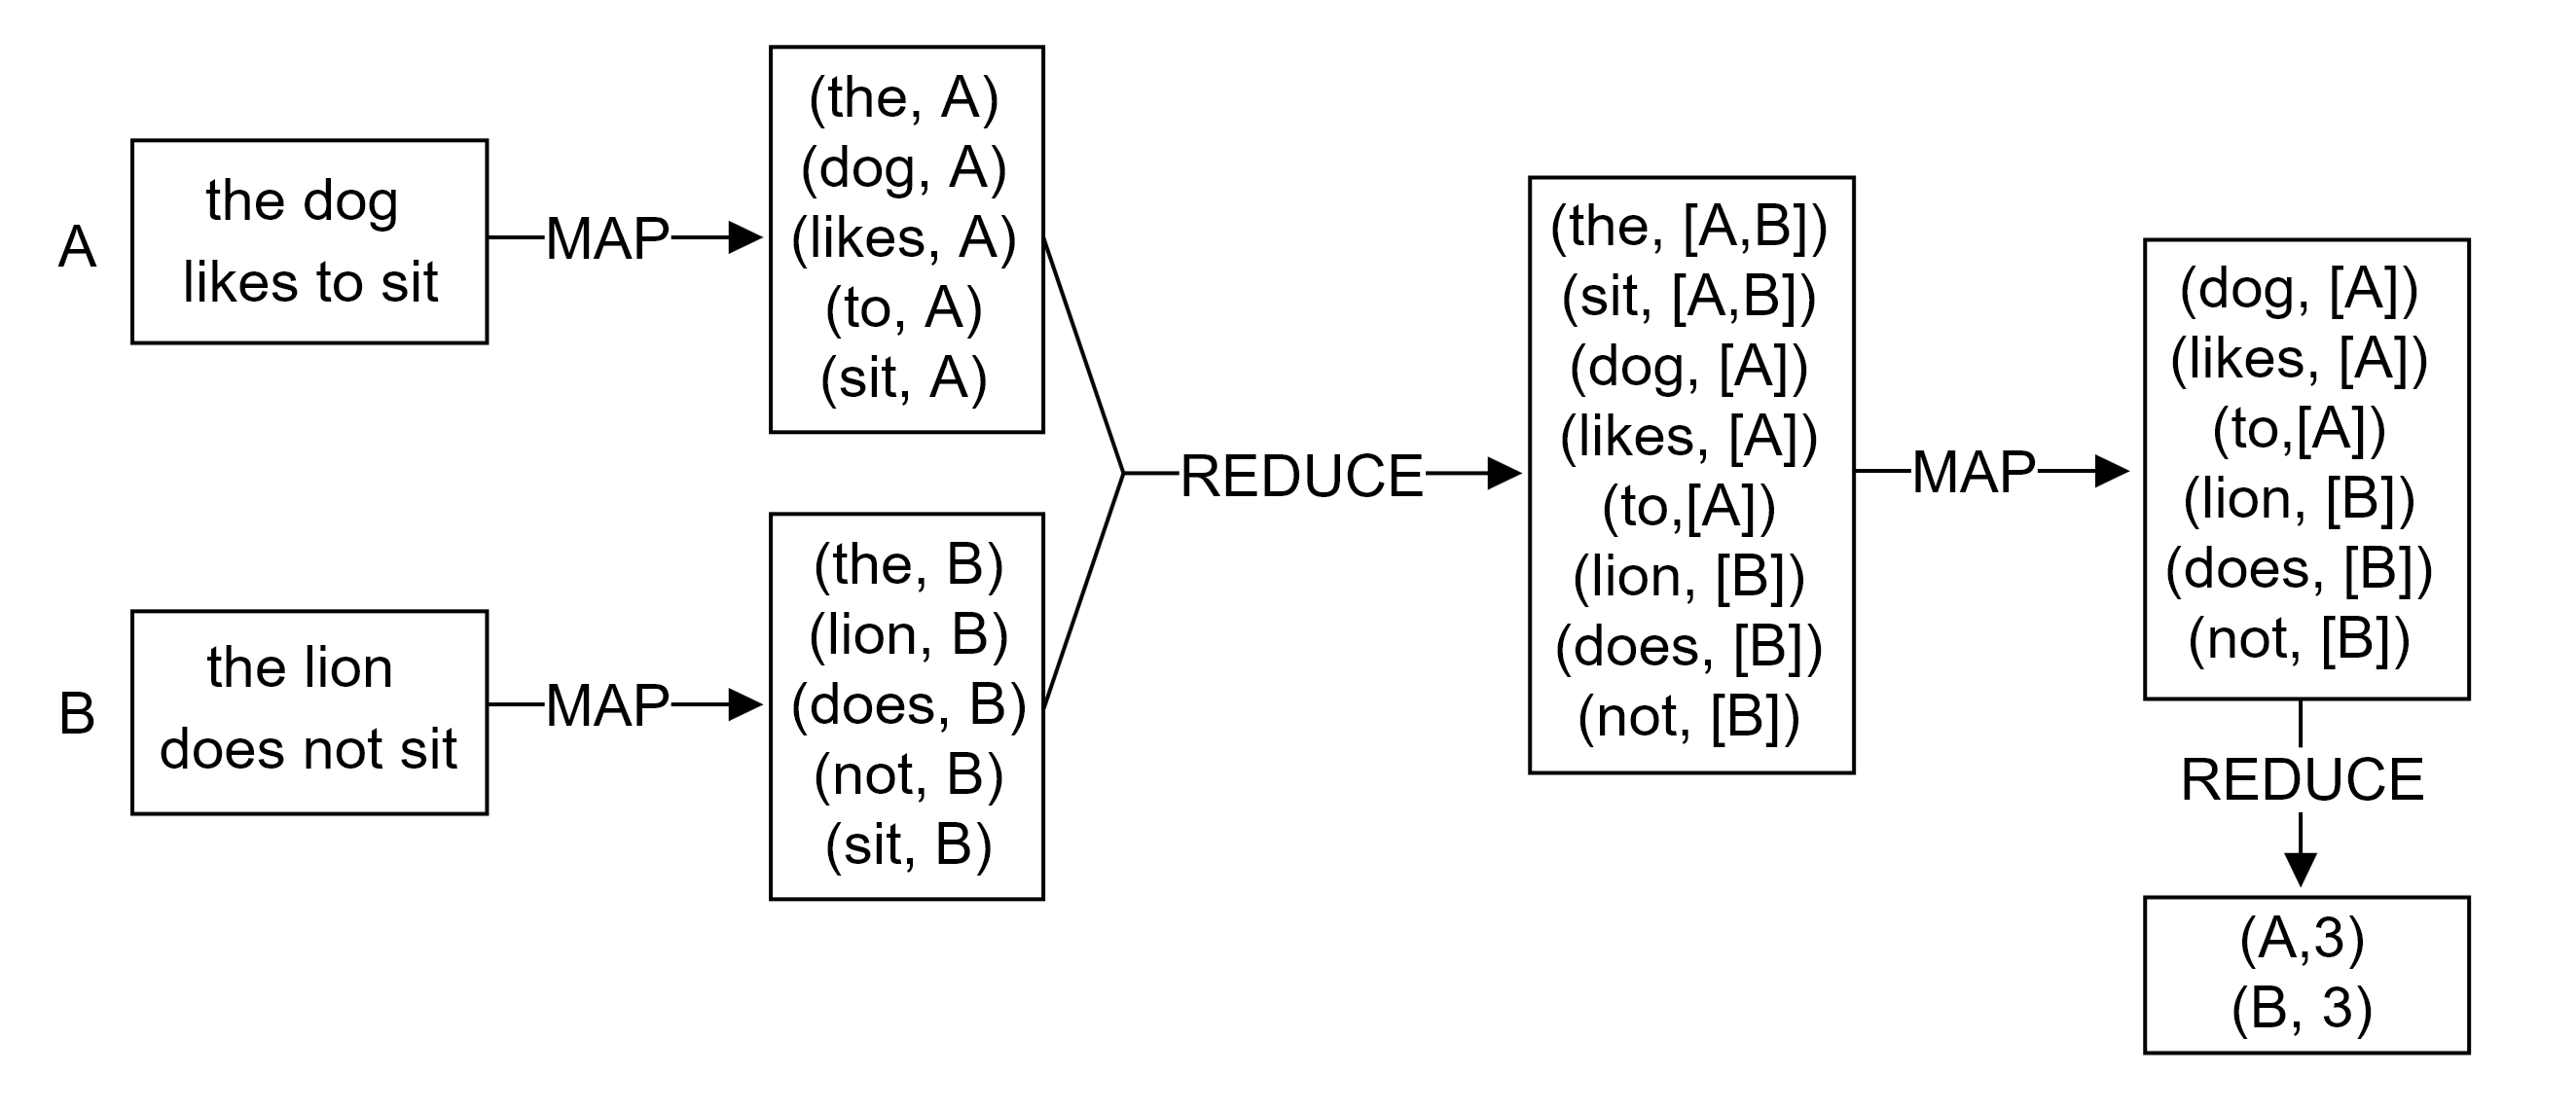 A
the dog
likes to sit
MAP
(the, A)
(dog, A)
(likes, A)
(to, A)
(sit, A)
B
the lion
does not sit
MAP
(the, B)
(lion, B)
(does, B)
(not, B)
(sit, B)
REDUCE
(the, [A,B])
(sit, [A,B])
(dog, [A])
(likes, [A])
(to,[A])
(lion, [B])
(does, [B])
(not, [B])
MAP
(dog, [A])
(likes, [A])
(to,[A])
(lion, [B])
(does, [B])
(not, [B])
REDUCE
(A,3)
(B, 3)